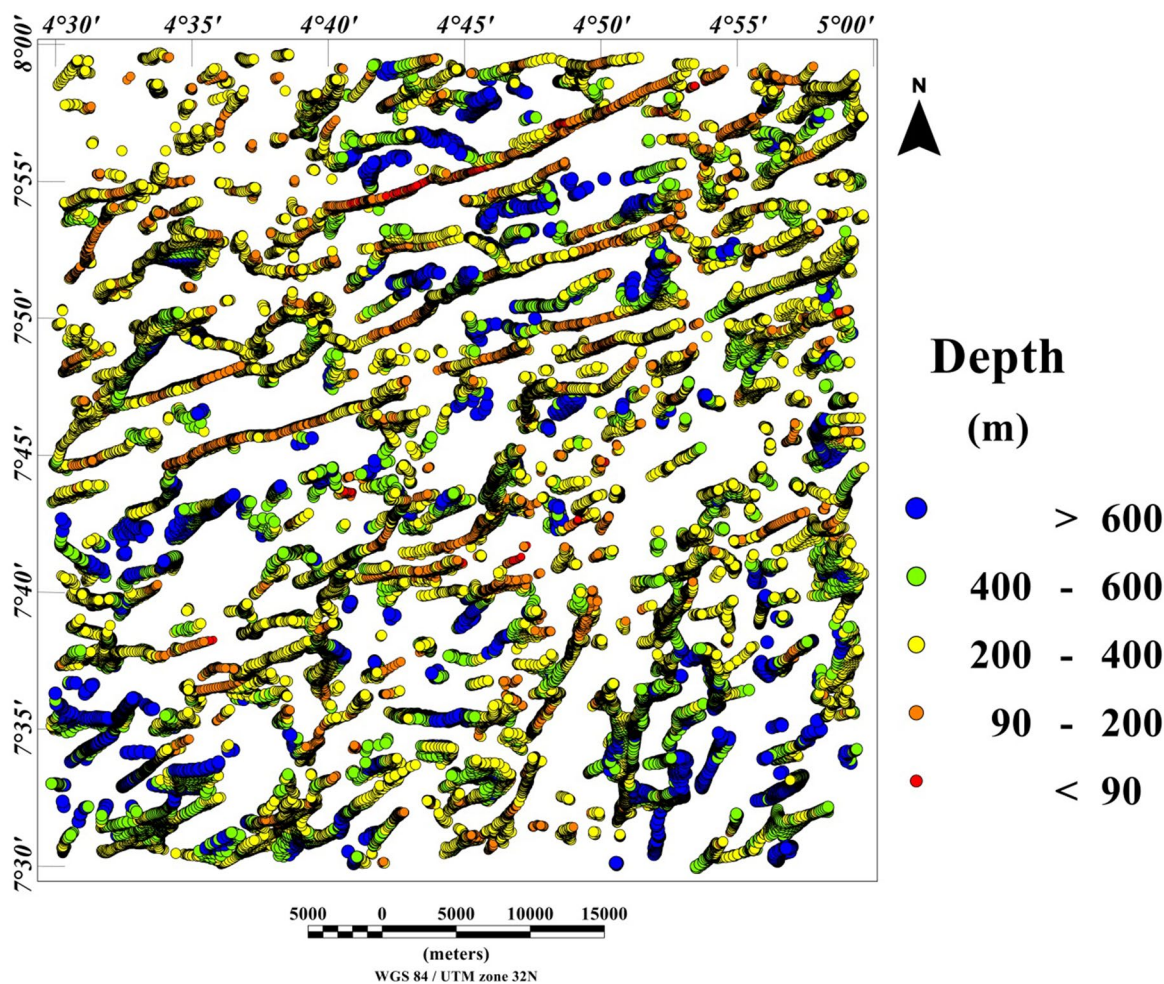 4°30' 4°35' 4°40' 4°45' 4°50' 4°55' 5°00'
8°00'
7°55'
7°50'
7°45'
7°40'
7°35'
7°30'
N
Depth
(m)
> 600
400 - 600
200 - 400
90 - 200
< 90
5000 0 5000 10000 15000
(meters)
WGS 84 / UTM zone 32N